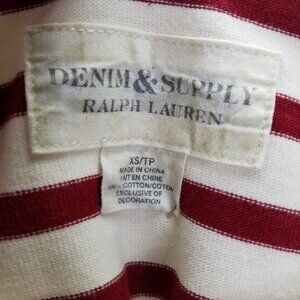 DENIM & SUPPLY
RALPH LAUREN
XS/TP
MADE IN CHINA
FAIT EN CHINE
100% COTTON/COTON
EXCLUSIVE OF
DECORATION